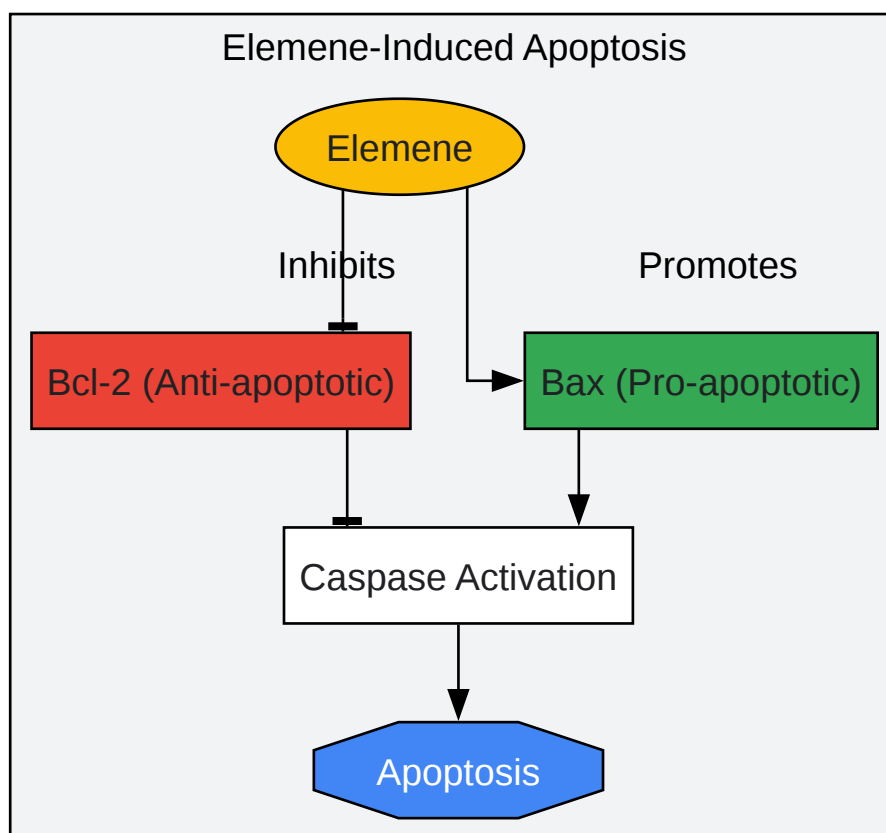 Elemene-Induced Apoptosis
Elemene
Inhibits
Promotes
Bcl-2 (Anti-apoptotic)
Bax (Pro-apoptotic)
Caspase Activation
Apoptosis